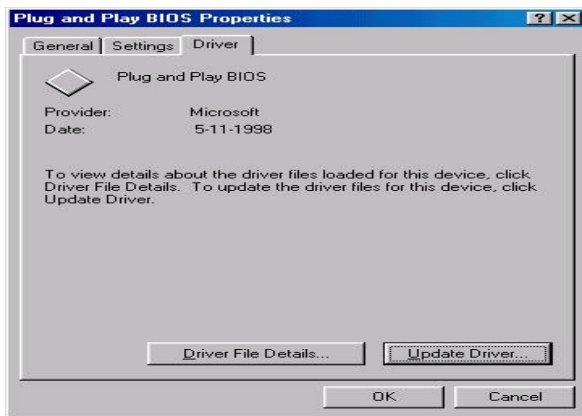 Plug and Play BIOS Properties
General Settings Driver
Plug and Play BIOS
Provider: Microsoft
Date: 5-11-1998
To view details about the driver files loaded for this device, click
Driver File Details. To update the driver files for this device, click
Update Driver.
Driver File Details... Update Driver...
OK Cancel